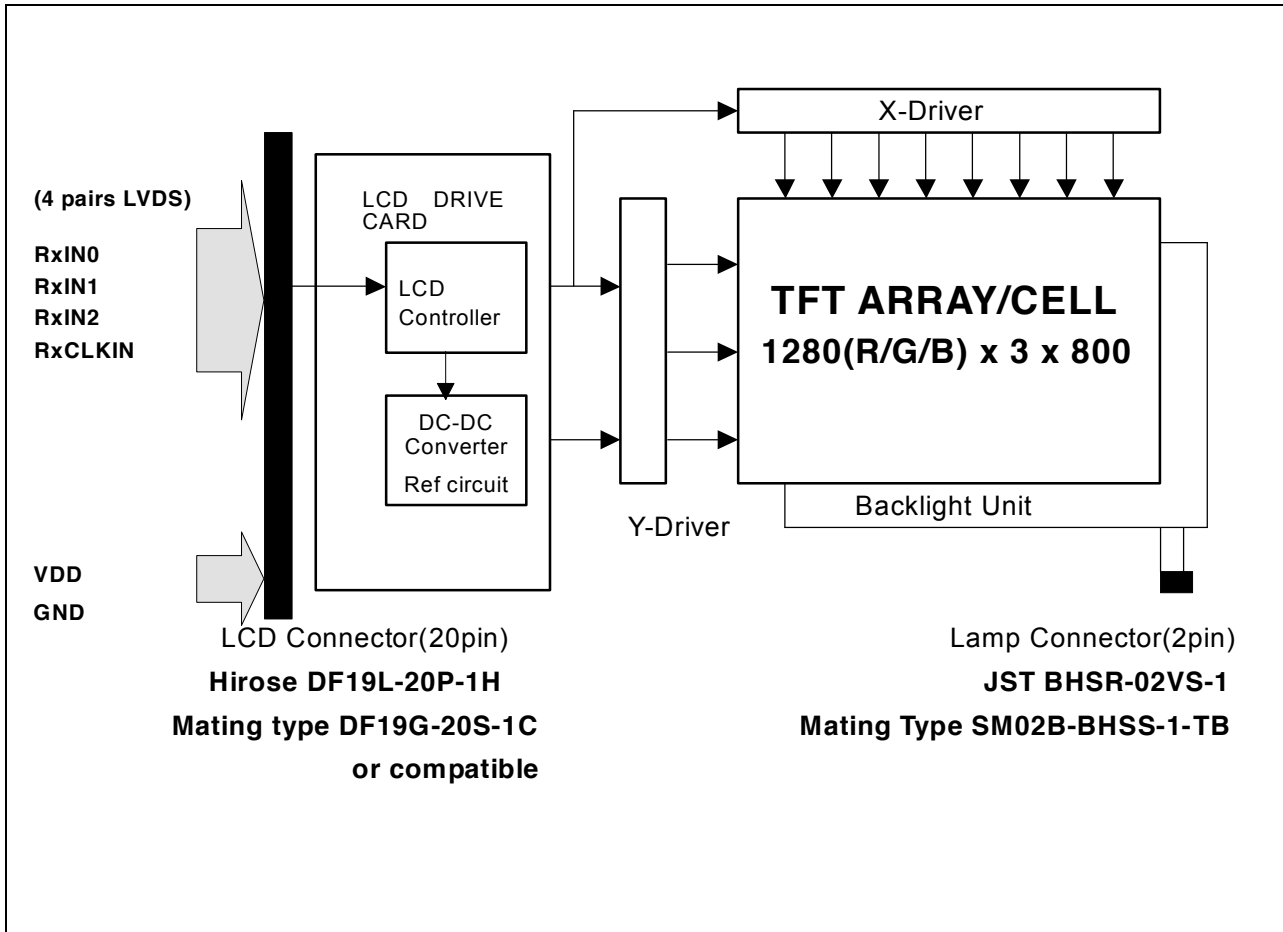 X-Driver
(4 pairs LVDS)
RxIN0
RxIN1
RxIN2
RxCLKIN
LCD DRIVE
CARD
LCD
Controller
DC-DC
Converter
Ref circuit
TFT ARRAY/CELL
1280(R/G/B) x 3 x 800
Backlight Unit
Y-Driver
VDD
GND
LCD Connector(20pin)
Hirose DF19L-20P-1H
Mating type DF19G-20S-1C
or compatible
Lamp Connector(2pin)
JST BHSR-02VS-1
Mating Type SM02B-BHSS-1-TB